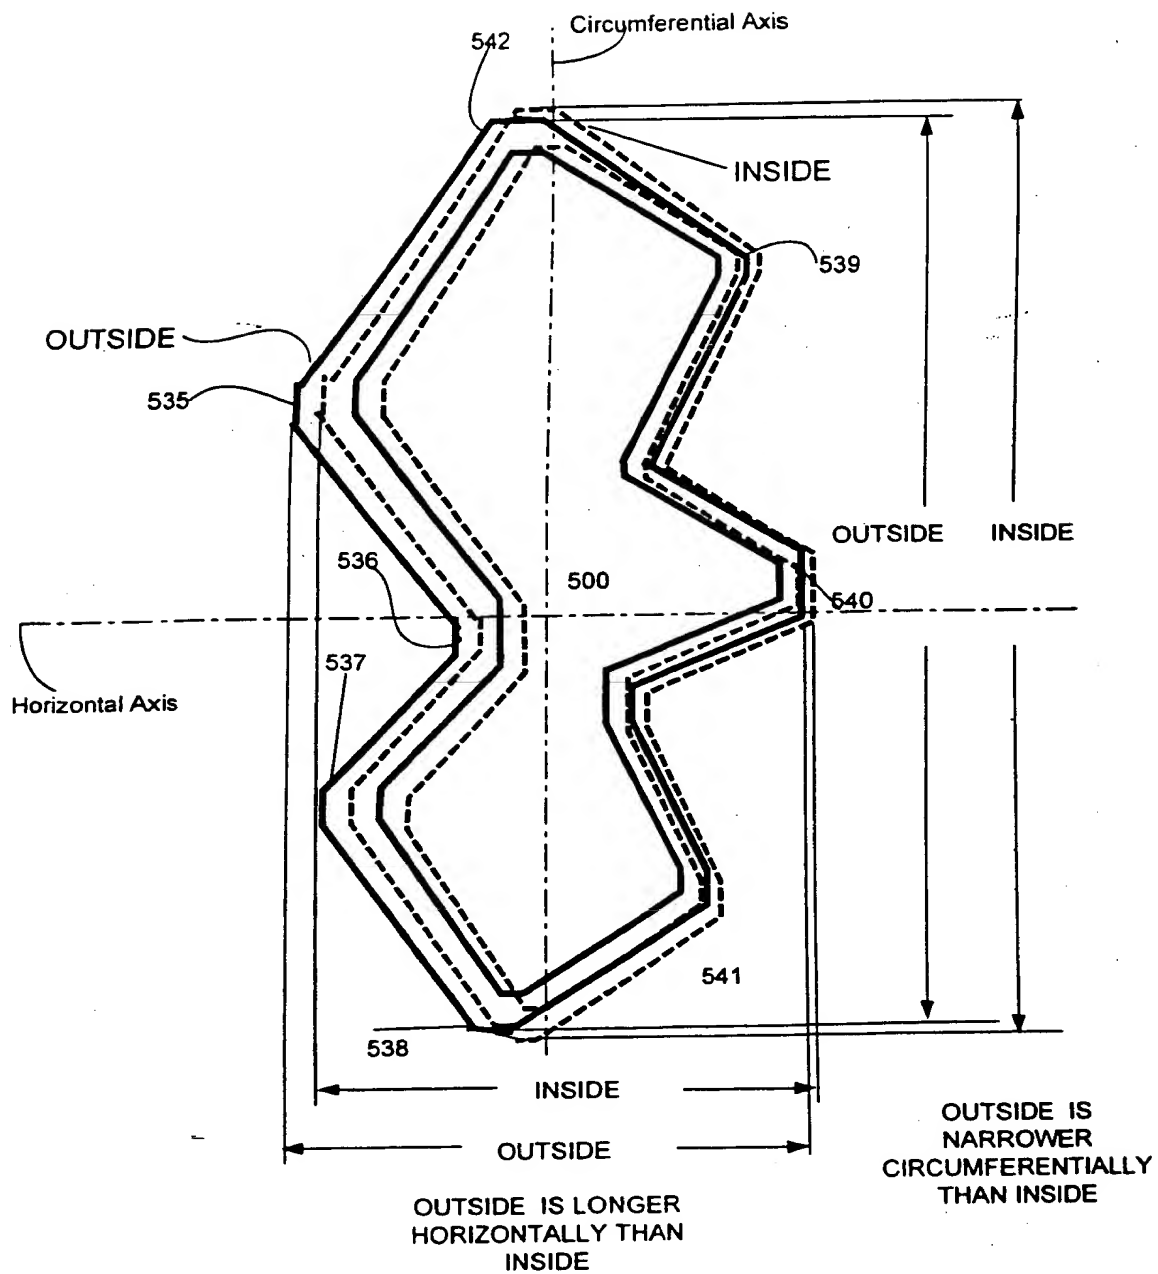 Circumferential Axis
542
INSIDE
539
OUTSIDE
535
OUTSIDE
INSIDE
536
500
540
537
Horizontal Axis
541
538
INSIDE
OUTSIDE
OUTSIDE IS
NARROWER
CIRCUMFERENTIALLY
THAN INSIDE
OUTSIDE IS LONGER
HORIZONTALLY THAN
INSIDE